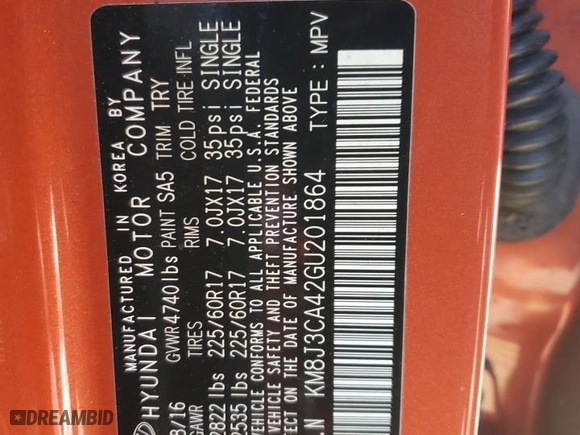 MANUFACTURED IN KOREA BY
HYUNDAI MOTOR COMPANY
8/16 GVWR 4740 lbs PAINT SA5 TRIM TRY
GAWR TIRES RIMS COLD TIRE INFL
2822 lbs 225/60R17 7.0JX17 35psi SINGLE
2535 lbs 225/60R17 7.0JX17 35psi SINGLE
VEHICLE CONFORMS TO ALL APPLICABLE U.S.A. FEDERAL
VEHICLE SAFETY AND THEFT PREVENTION STANDARDS
ON THE DATE OF MANUFACTURE SHOWN ABOVE
I.N KM8J3CA42GU201864 TYPE : MPV
DREAMBID